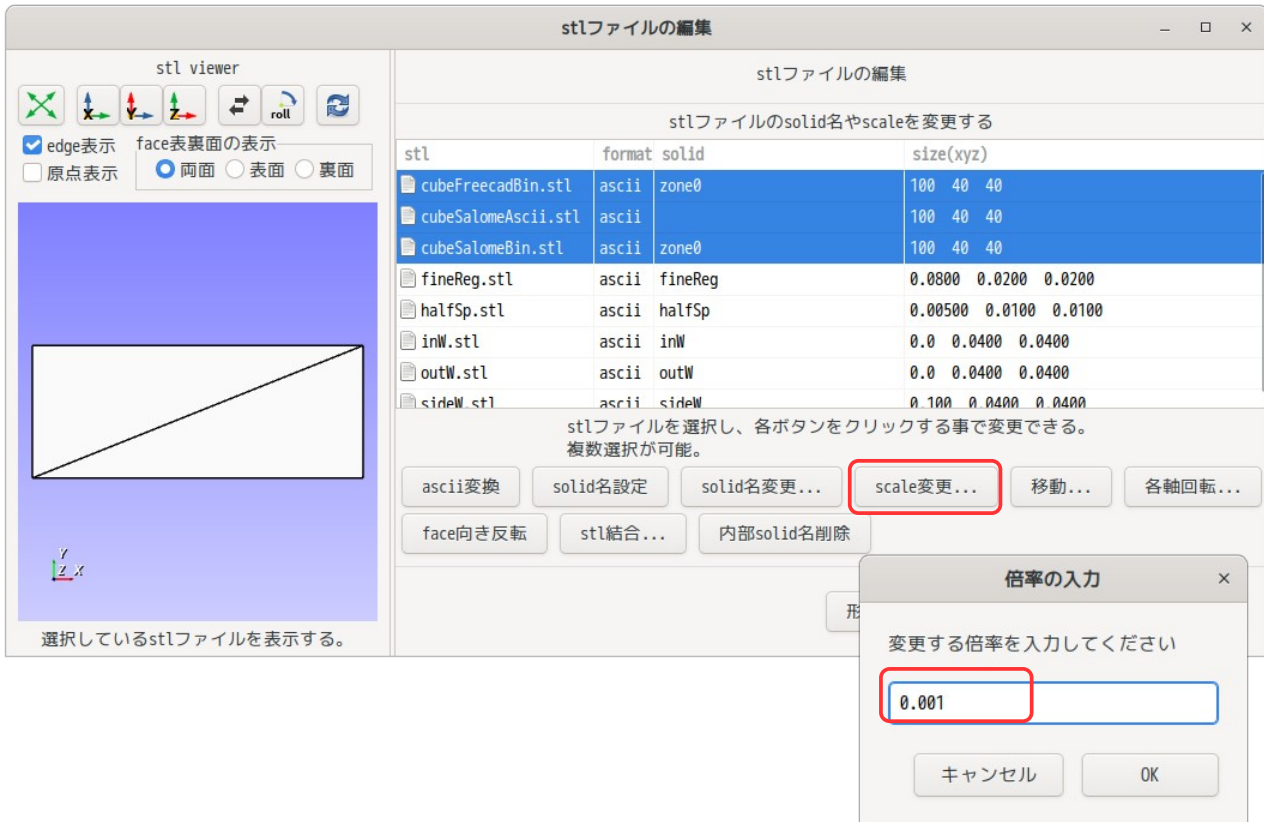 stlファイルの編集
stl viewer
X Y Z roll
edge表示
原点表示
face表裏面の表示
両面 表面 裏面
Y
Z X
選択しているstlファイルを表示する。
stlファイルの編集
stlファイルのsolid名やscaleを変更する
stl format solid size(xyz)
cubeFreecadBin.stl ascii zone0 100 40 40
cubeSalomeAscii.stl ascii 100 40 40
cubeSalomeBin.stl ascii zone0 100 40 40
fineReg.stl ascii fineReg 0.0800 0.0200 0.0200
halfSp.stl ascii halfSp 0.00500 0.0100 0.0100
inW.stl ascii inW 0.0 0.0400 0.0400
outW.stl ascii outW 0.0 0.0400 0.0400
sideW.stl ascii sideW 0.100 0.0400 0.0400
stlファイルを選択し、各ボタンをクリックする事で変更できる。
複数選択が可能。
ascii変換 solid名設定 solid名変更... scale変更... 移動... 各軸回転...
face向き反転 stl結合... 内部solid名削除
形
倍率の入力
変更する倍率を入力してください
0.001
キャンセル OK